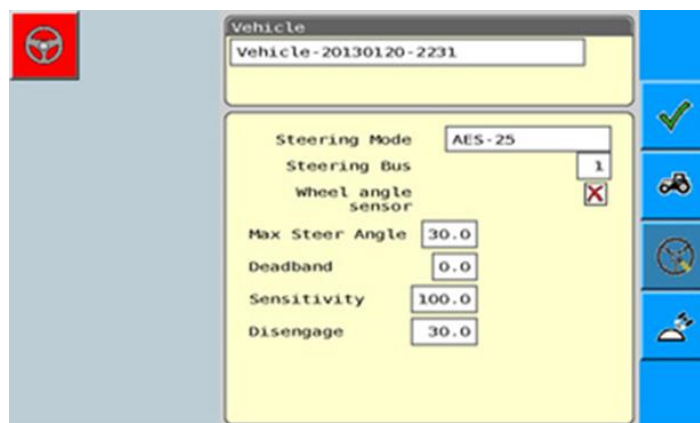 Vehicle
Vehicle-20130120-2231
Steering Mode AES-25
Steering Bus 1
Wheel angle
sensor
Max Steer Angle 30.0
Deadband 0.0
Sensitivity 100.0
Disengage 30.0